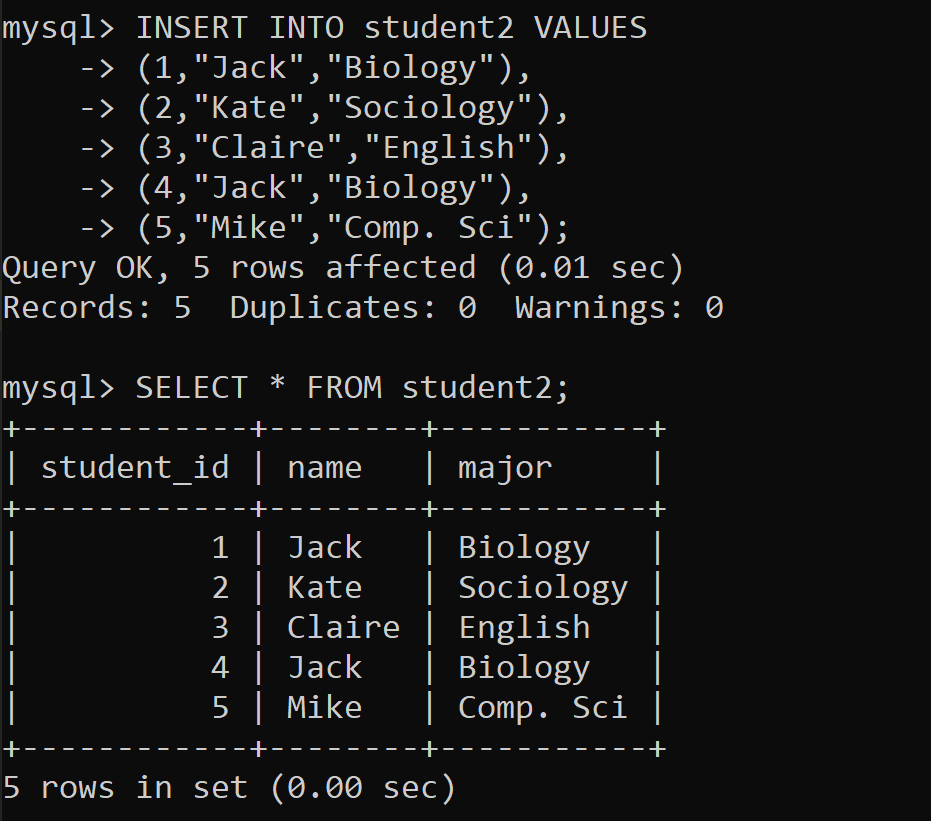 mysql> INSERT INTO student2 VALUES
    -> (1,"Jack","Biology"),
    -> (2,"Kate","Sociology"),
    -> (3,"Claire","English"),
    -> (4,"Jack","Biology"),
    -> (5,"Mike","Comp. Sci");
Query OK, 5 rows affected (0.01 sec)
Records: 5  Duplicates: 0  Warnings: 0

mysql> SELECT * FROM student2;
+------------+--------+-----------+
| student_id | name   | major     |
+------------+--------+-----------+
|          1 | Jack   | Biology   |
|          2 | Kate   | Sociology |
|          3 | Claire | English   |
|          4 | Jack   | Biology   |
|          5 | Mike   | Comp. Sci |
+------------+--------+-----------+
5 rows in set (0.00 sec)